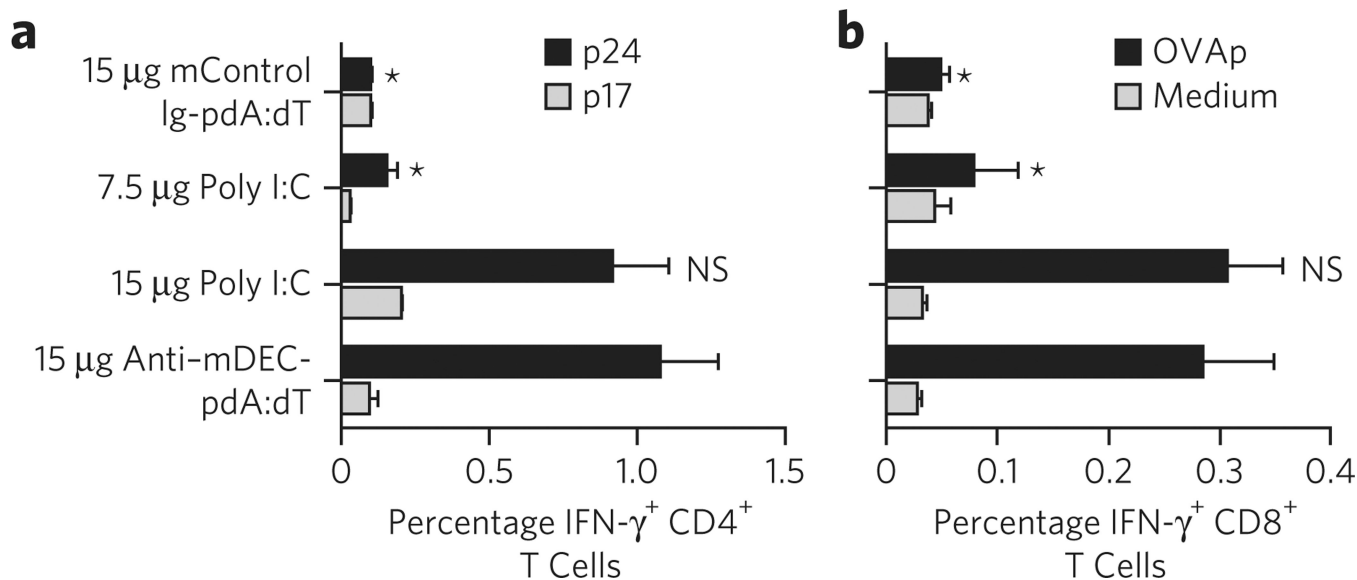 a
p24
p17
15 μg mControl
Ig-pdA:dT
*
7.5 μg Poly I:C
*
15 μg Poly I:C
NS
15 μg Anti–mDEC-
pdA:dT
0 0.5 1.0 1.5
Percentage IFN-γ⁺ CD4⁺
T Cells
b
OVAp
Medium
*
*
NS
0 0.1 0.2 0.3 0.4
Percentage IFN-γ⁺ CD8⁺
T Cells